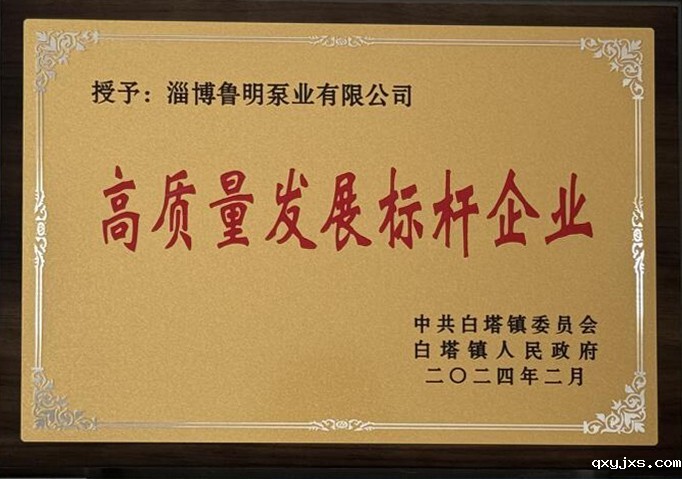 授予：淄博鲁明泵业有限公司
高质量发展标杆企业
中共白塔镇委员会
白塔镇人民政府
二〇二四年二月
qxyjxs.com